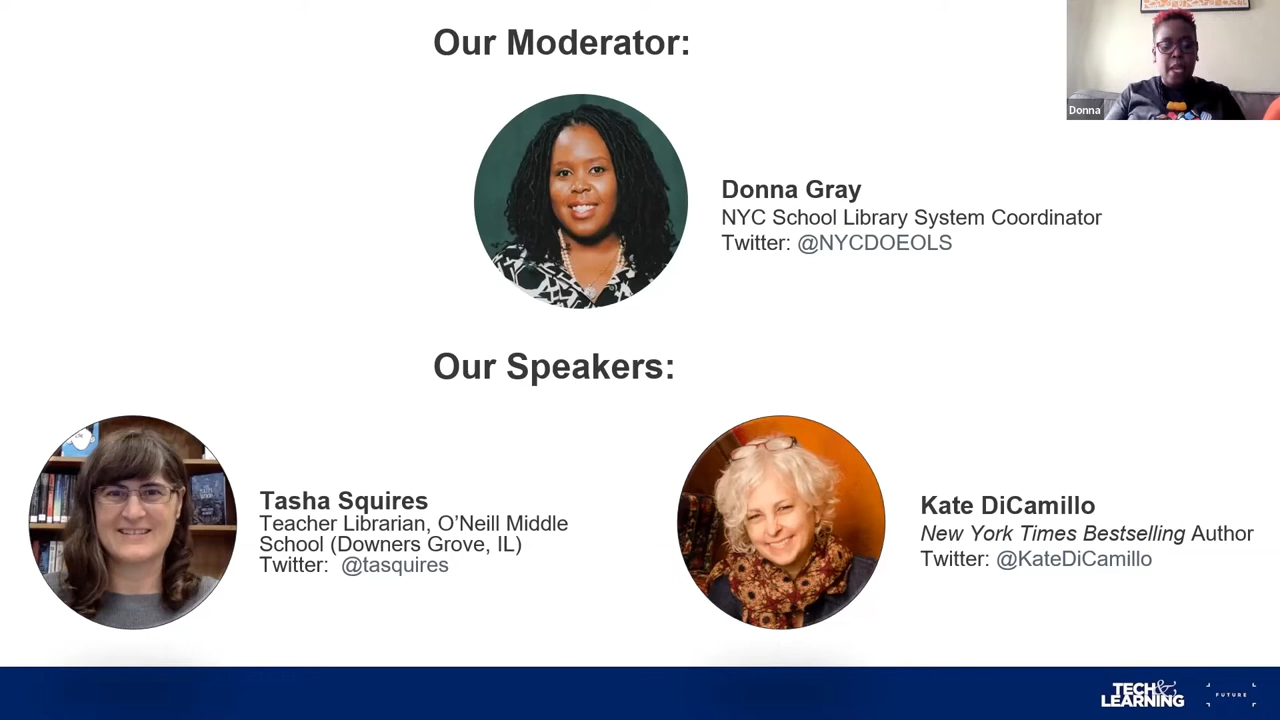 Our Moderator:
Donna
Donna Gray
NYC School Library System Coordinator
Twitter: @NYCDOEOLS
Our Speakers:
Tasha Squires
Teacher Librarian, O’Neill Middle
School (Downers Grove, IL)
Twitter: @tasquires
Kate DiCamillo
New York Times Bestselling Author
Twitter: @KateDiCamillo
TECH&
LEARNING
FUTURE